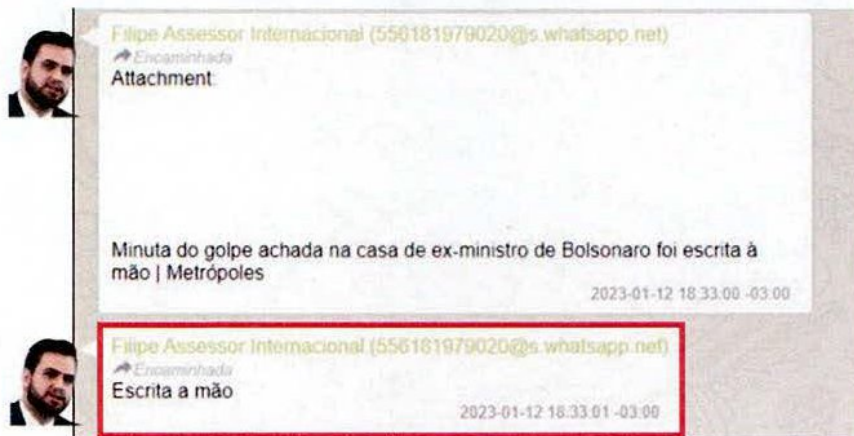 Filipe Assessor Internacional (556181979020@s.whatsapp.net)
Encaminhada
Attachment:
Minuta do golpe achada na casa de ex-ministro de Bolsonaro foi escrita à
mão | Metrópoles
2023-01-12 18:33:00 -03:00
Filipe Assessor Internacional (556181979020@s.whatsapp.net)
Encaminhada
Escrita a mão
2023-01-12 18:33:01 -03:00